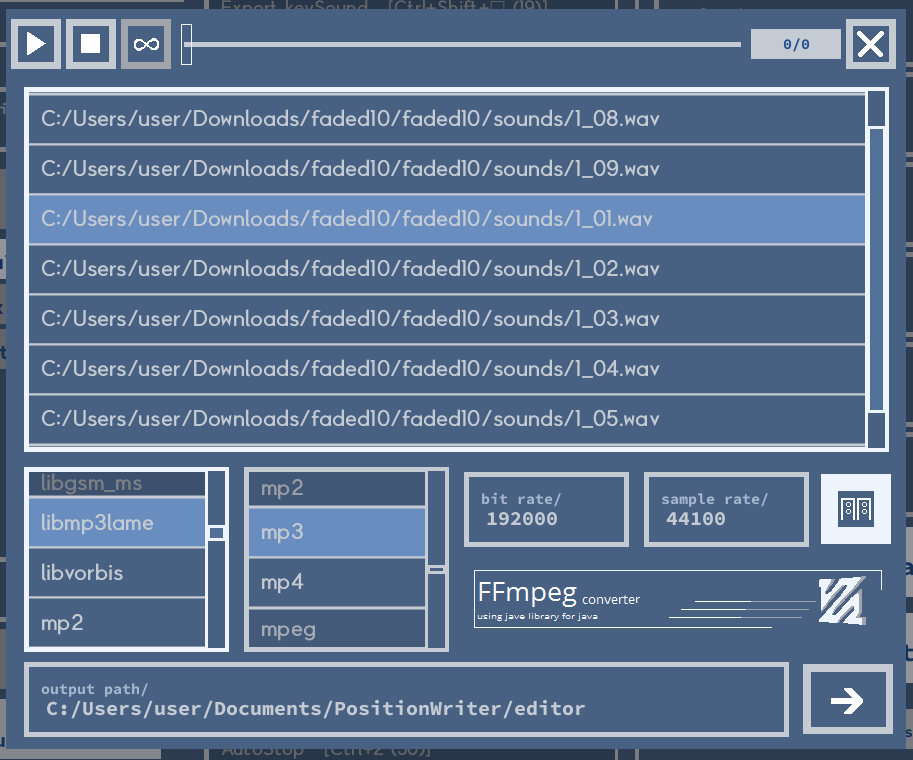 Export keySound [Ctrl+Shift+□ (19)]
0/0
C:/Users/user/Downloads/faded10/faded10/sounds/1_08.wav
C:/Users/user/Downloads/faded10/faded10/sounds/1_09.wav
C:/Users/user/Downloads/faded10/faded10/sounds/1_01.wav
C:/Users/user/Downloads/faded10/faded10/sounds/1_02.wav
C:/Users/user/Downloads/faded10/faded10/sounds/1_03.wav
C:/Users/user/Downloads/faded10/faded10/sounds/1_04.wav
C:/Users/user/Downloads/faded10/faded10/sounds/1_05.wav
libgsm_ms
libmp3lame
libvorbis
mp2
mp2
mp3
mp4
mpeg
bit rate/
192000
sample rate/
44100
FFmpeg converter
using java library for java
output path/
C:/Users/user/Documents/PositionWriter/editor
AutoStop [Ctrl+2 (50)]